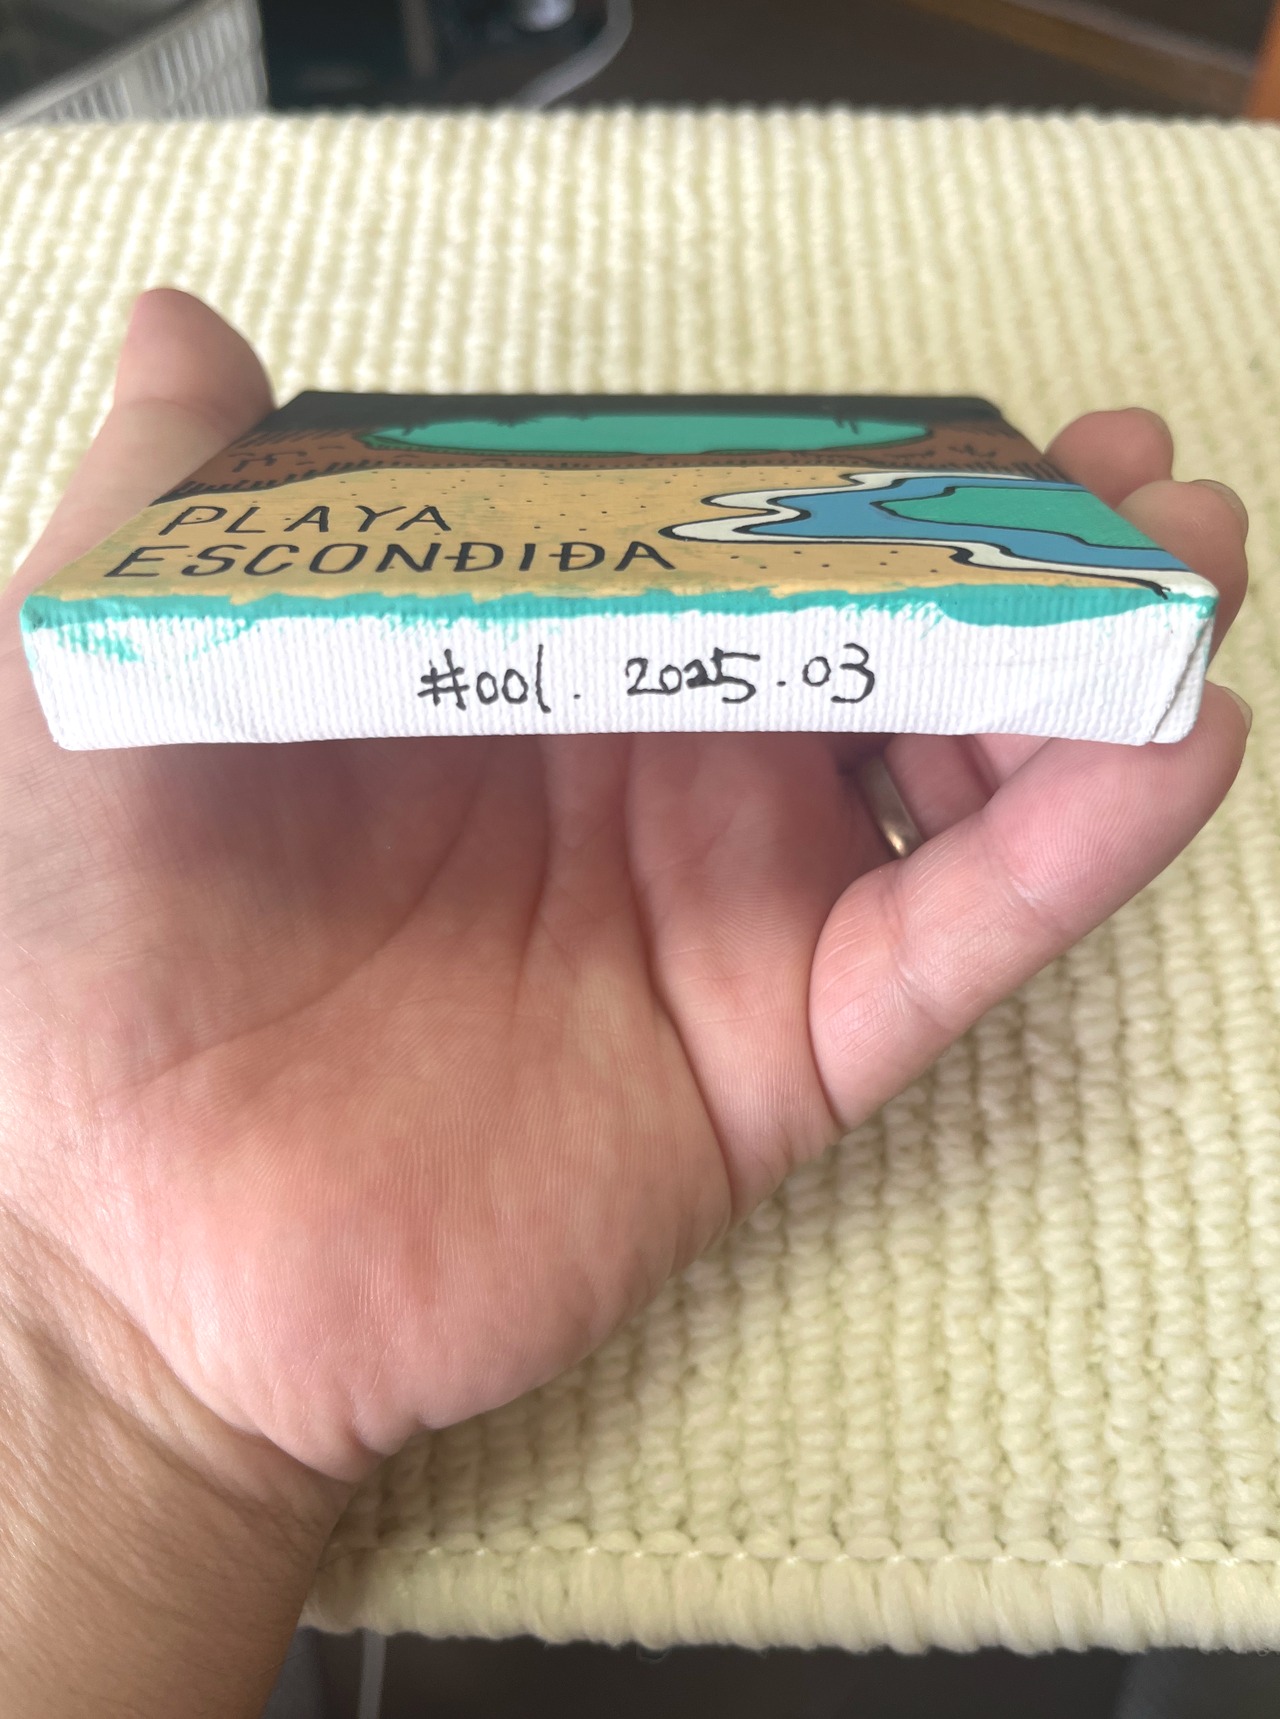 PLAYA
ESCONĐIĐA
#001. 2025.03